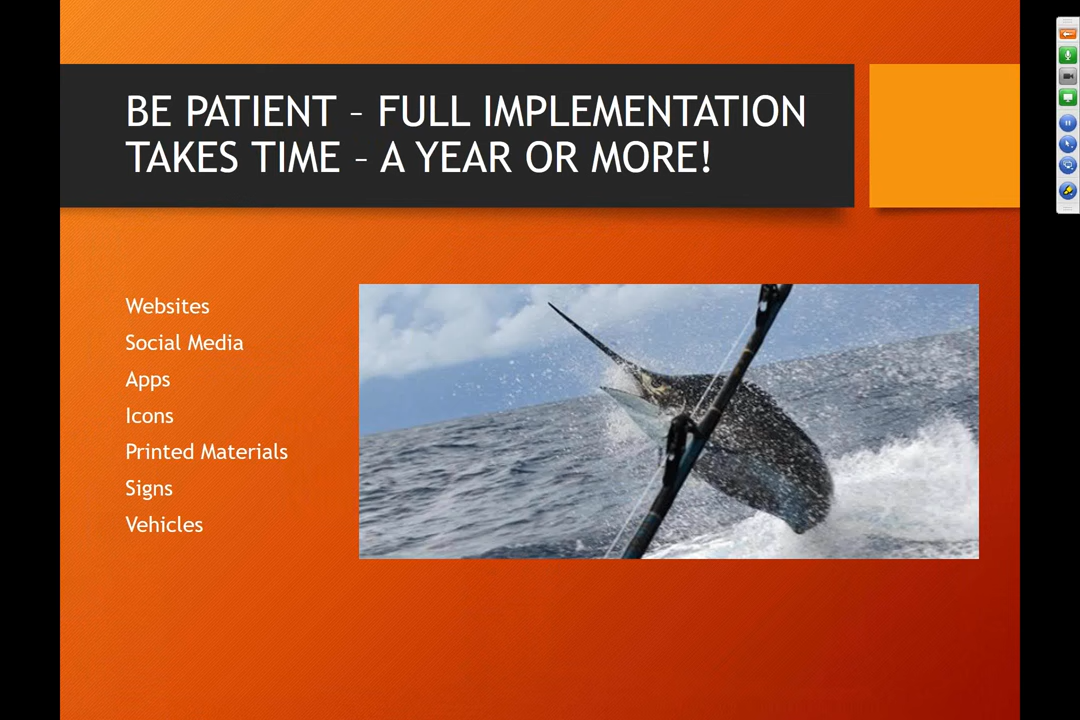 BE PATIENT – FULL IMPLEMENTATION
TAKES TIME – A YEAR OR MORE!
Websites
Social Media
Apps
Icons
Printed Materials
Signs
Vehicles